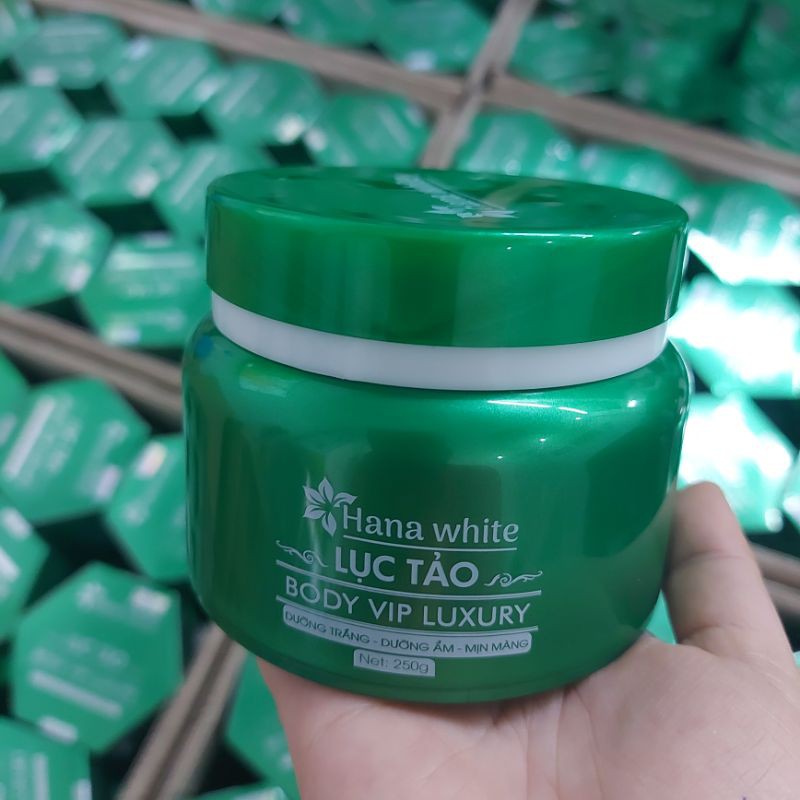 Hana white
LỤC TẢO
BODY VIP LUXURY
DƯỠNG TRẮNG - DƯỠNG ẨM - MỊN MÀNG
Net: 250g